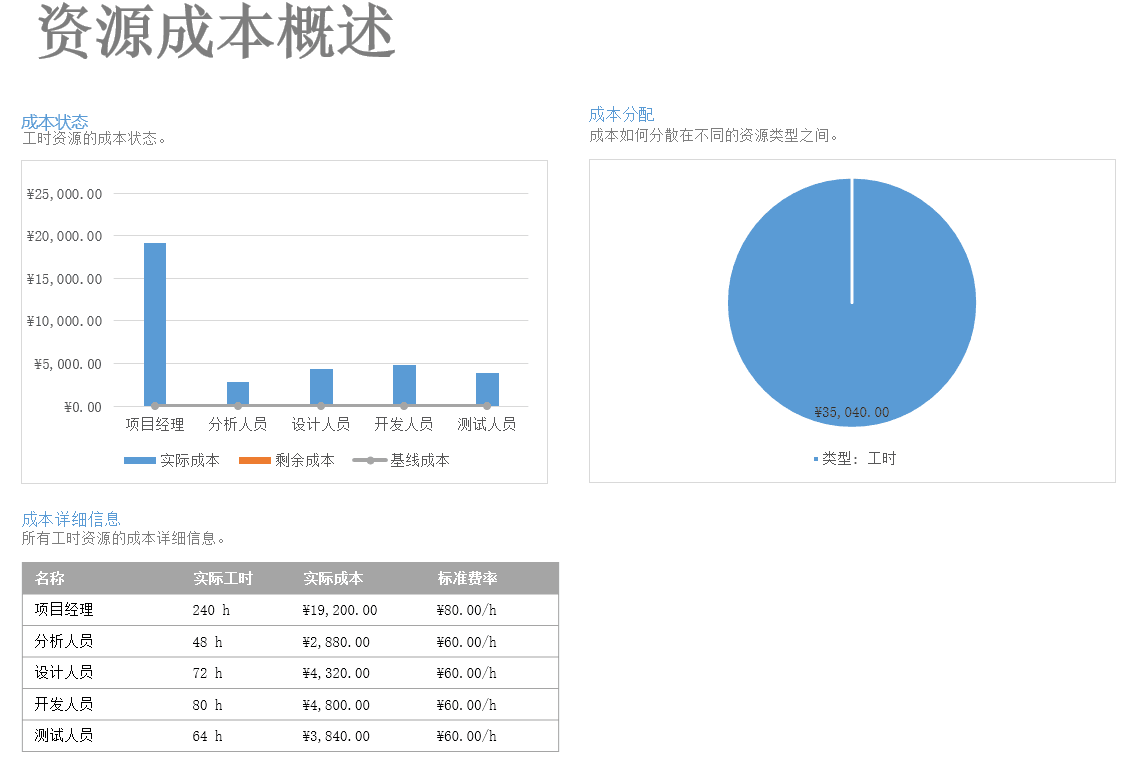 资源成本概述
成本状态
工时资源的成本状态。
¥25,000.00
¥20,000.00
¥15,000.00
¥10,000.00
¥5,000.00
¥0.00
项目经理 分析人员 设计人员 开发人员 测试人员
实际成本 剩余成本 基线成本
成本分配
成本如何分散在不同的资源类型之间。
¥35,040.00
类型: 工时
成本详细信息
所有工时资源的成本详细信息。
名称 实际工时 实际成本 标准费率
项目经理 240 h ¥19,200.00 ¥80.00/h
分析人员 48 h ¥2,880.00 ¥60.00/h
设计人员 72 h ¥4,320.00 ¥60.00/h
开发人员 80 h ¥4,800.00 ¥60.00/h
测试人员 64 h ¥3,840.00 ¥60.00/h